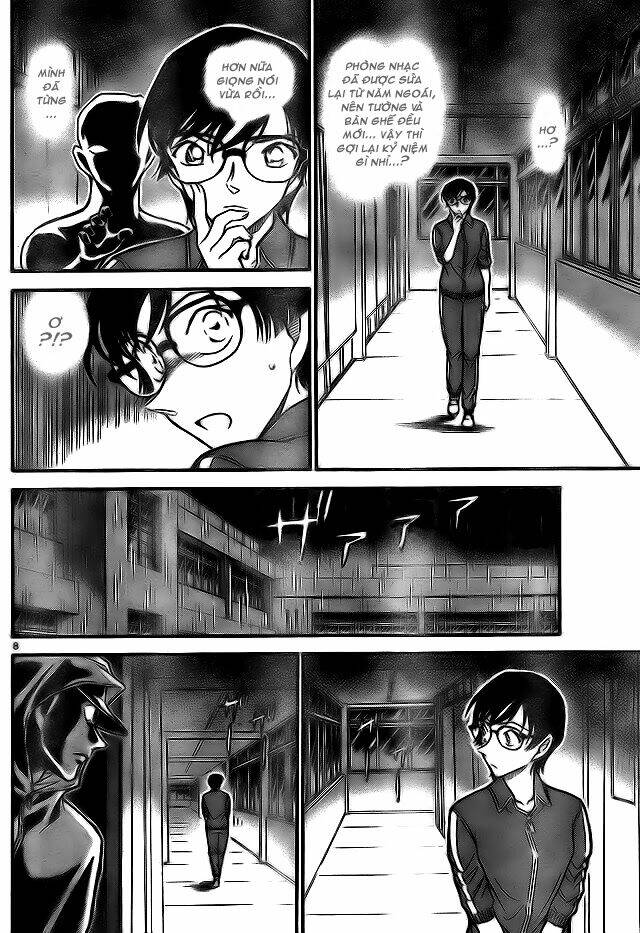 HƠ
...?
PHÒNG NHẠC
ĐÃ ĐƯỢC SỬA
LẠI TỪ NĂM NGOÁI,
NÊN TƯỜNG VÀ
BÀN GHẾ ĐỀU
MỚI... VẬY THÌ
GỢI LẠI KỶ NIỆM
GÌ NHỈ...?
HƠN NỮA
GIỌNG NÓI
VỪA RỒI...
MÌNH
ĐÃ
TỪNG
...
Ơ
?!?
ザァァァ
8